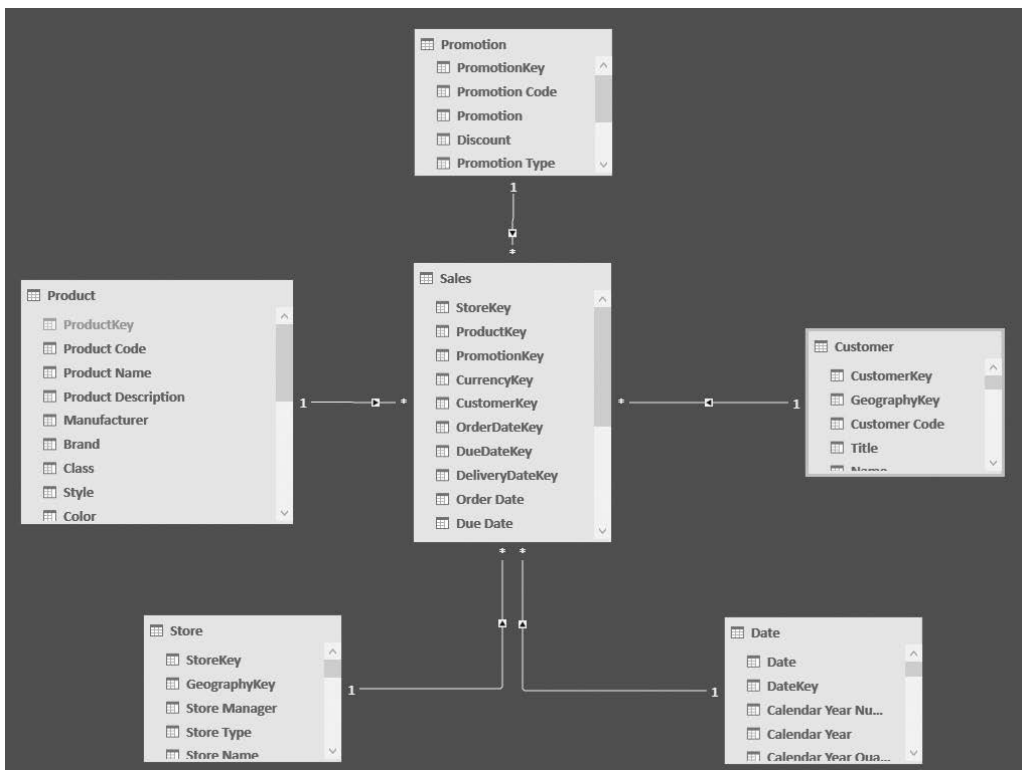 Promotion
PromotionKey
Promotion Code
Promotion
Discount
Promotion Type
1
*
Product
ProductKey
Product Code
Product Name
Product Description
Manufacturer
Brand
Class
Style
Color
1
*
Sales
StoreKey
ProductKey
PromotionKey
CurrencyKey
CustomerKey
OrderDateKey
DueDateKey
DeliveryDateKey
Order Date
Due Date
*
1
Customer
CustomerKey
GeographyKey
Customer Code
Title
Name
* *
Store
StoreKey
GeographyKey
Store Manager
Store Type
Store Name
1
1
Date
Date
DateKey
Calendar Year Nu...
Calendar Year
Calendar Year Qua...